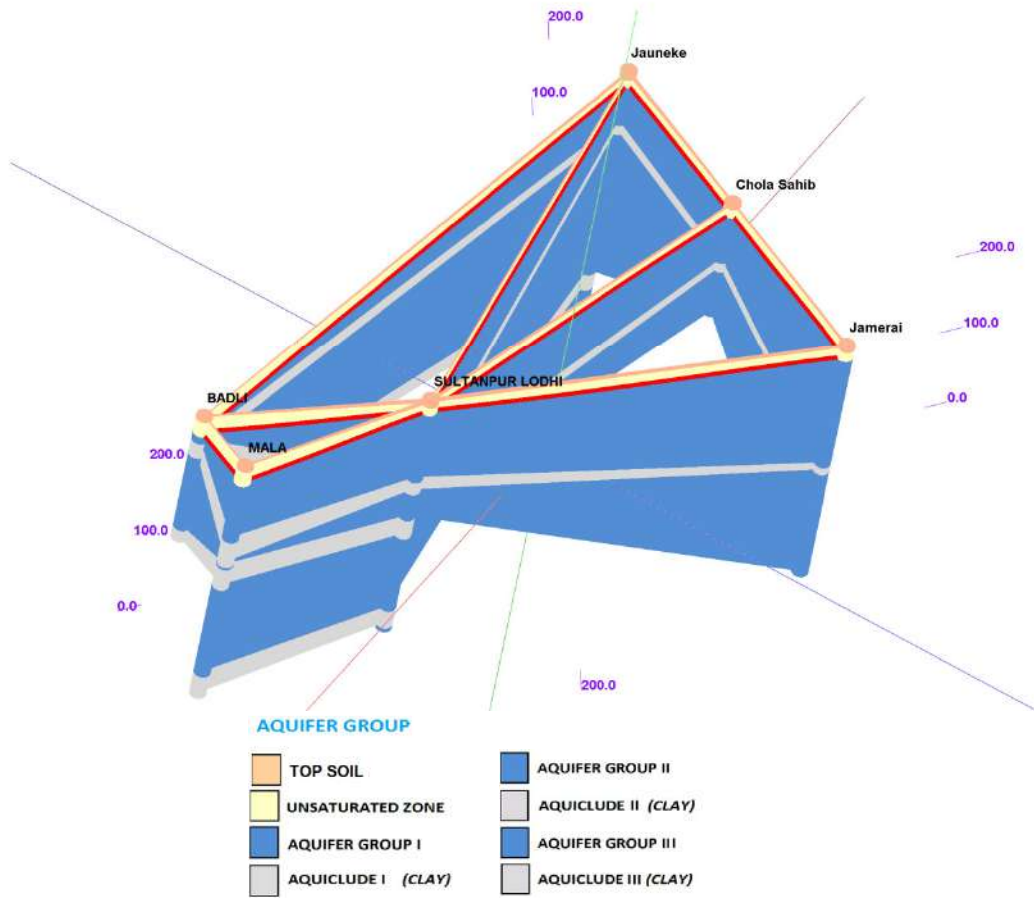 200.0
Jauneke
100.0
Chola Sahib
200.0
100.0
Jamerai
0.0
SULTANPUR LODHI
BADLI
MALA
200.0
100.0
0.0
200.0
AQUIFER GROUP
TOP SOIL
UNSATURATED ZONE
AQUIFER GROUP I
AQUICLUDE I (CLAY)
AQUIFER GROUP II
AQUICLUDE II (CLAY)
AQUIFER GROUP III
AQUICLUDE III (CLAY)